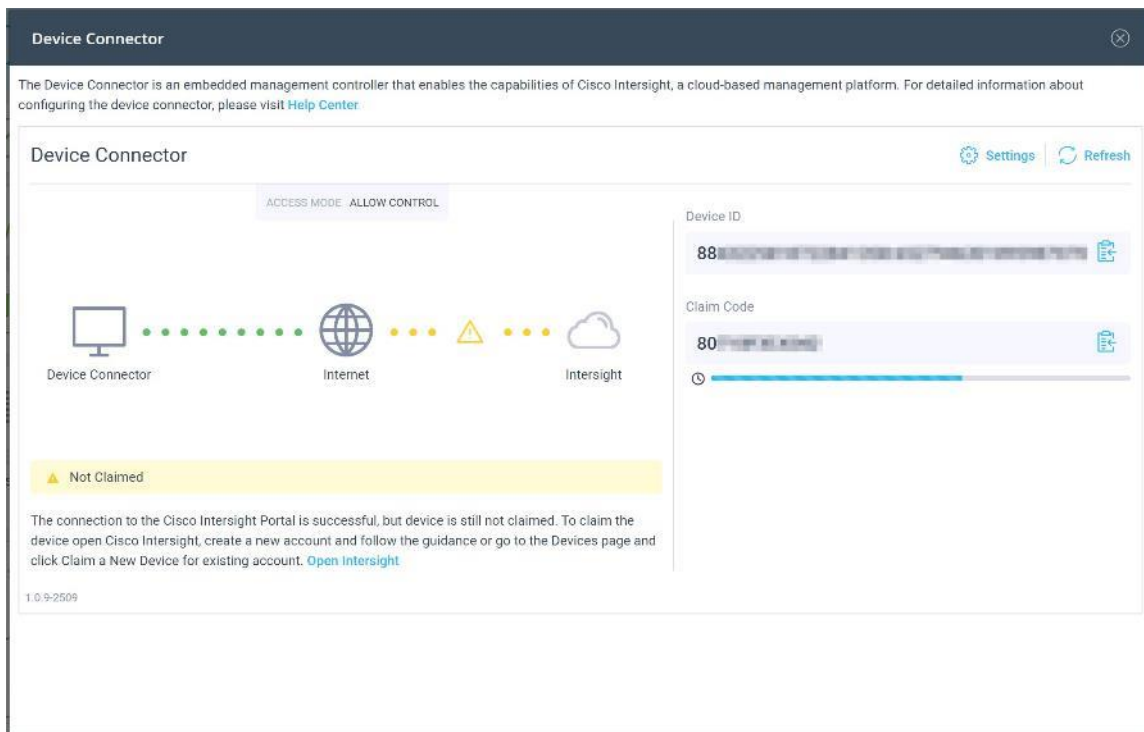 Device Connector
The Device Connector is an embedded management controller that enables the capabilities of Cisco Intersight, a cloud-based management platform. For detailed information about
configuring the device connector, please visit Help Center
Device Connector
Settings
Refresh
ACCESS MODE ALLOW CONTROL
Device Connector
Internet
Intersight
Not Claimed
The connection to the Cisco Intersight Portal is successful, but device is still not claimed. To claim the
device open Cisco Intersight, create a new account and follow the guidance or go to the Devices page and
click Claim a New Device for existing account. Open Intersight
Device ID
88
Claim Code
80
1.0.9-2509